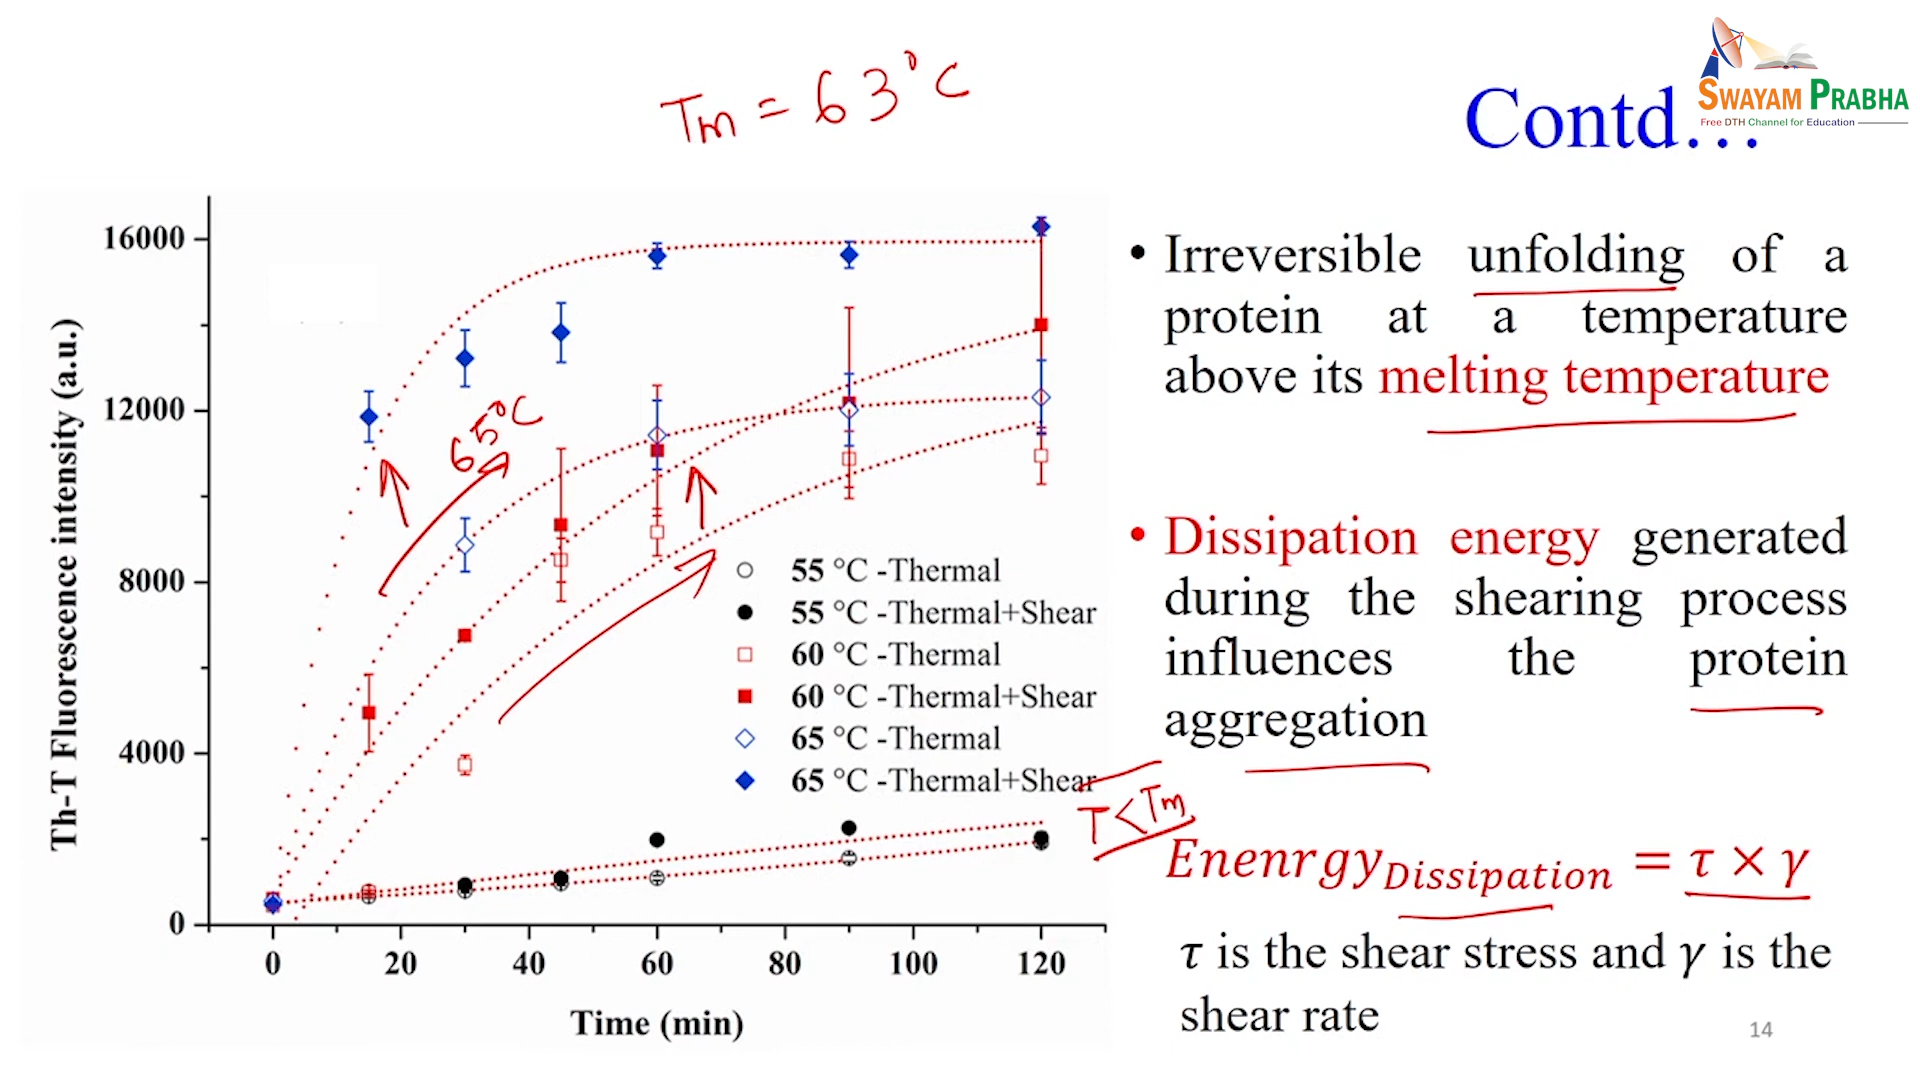 Tm = 63°C
Contd...
SWAYAM PRABHA
Free DTH Channel for Education
• Irreversible unfolding of a
protein at a temperature
above its melting temperature
• Dissipation energy generated
during the shearing process
influences the protein
aggregation
T<Tm
Enenrgy Dissipation = τ × γ
τ is the shear stress and γ is the
shear rate
14
Th-T Fluorescence intensity (a.u.)
16000
12000
8000
4000
0
65°C
55 °C -Thermal
55 °C -Thermal+Shear
60 °C -Thermal
60 °C -Thermal+Shear
65 °C -Thermal
65 °C -Thermal+Shear
0 20 40 60 80 100 120
Time (min)